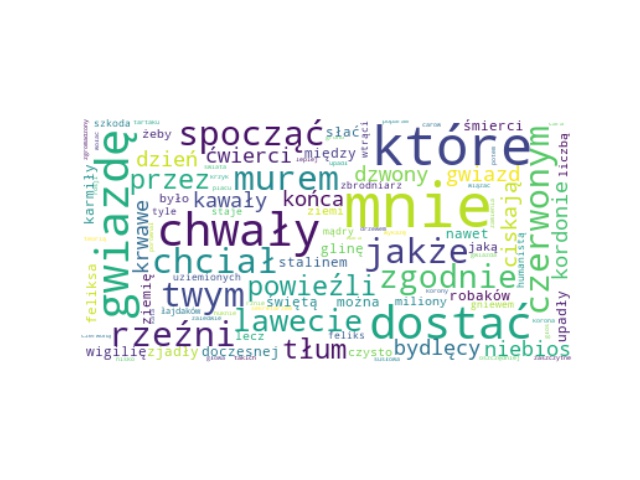 szkoda
żeby
spocząć
słać
które
śmierci
gwiazdę
dzień
ćwierci
między
wtrąci
liczbą
karmiły
przez
murem
dzwony
gwiazd
czerwonym
zbrodniarz
było
kawały
końca
mnie
ciskają
kordonie
tyle
staje
ziemi
krwawe
chwały
mądry
jakże
nawet
jaką
glinę
humanistą
chciał
stalinem
zgodnie
feliksa
ziemię
uziemionych
powieźli
twym
świętą
można
miliony
robaków
gniewem
łajdaków
lawecie
dostać
upadły
rzeźni
lecz
feliks
wigilię
zjadły
doczesnej
tłum
czysto
bydlęcy
niebios